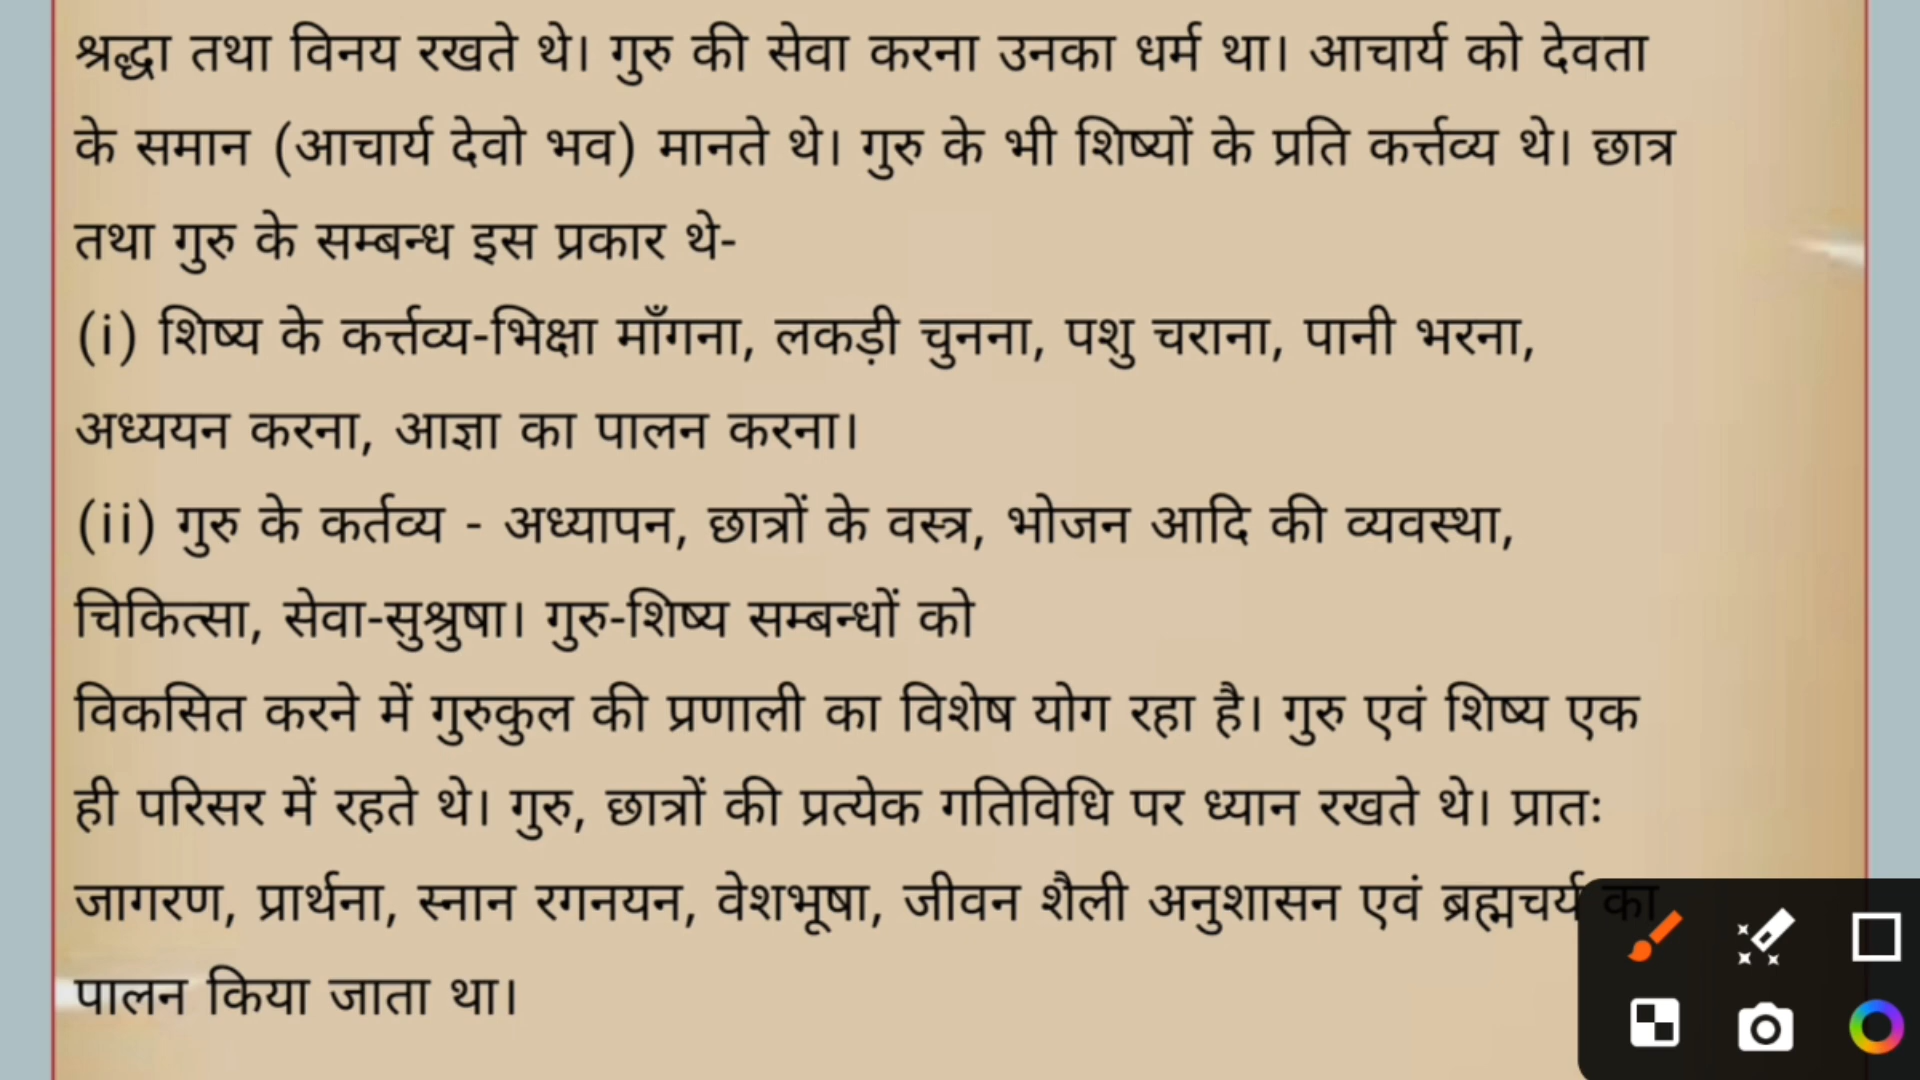 श्रद्धा तथा विनय रखते थे। गुरु की सेवा करना उनका धर्म था। आचार्य को देवता
के समान (आचार्य देवो भव) मानते थे। गुरु के भी शिष्यों के प्रति कर्त्तव्य थे। छात्र
तथा गुरु के सम्बन्ध इस प्रकार थे-
(i) शिष्य के कर्त्तव्य-भिक्षा माँगना, लकड़ी चुनना, पशु चराना, पानी भरना,
अध्ययन करना, आज्ञा का पालन करना।
(ii) गुरु के कर्तव्य - अध्यापन, छात्रों के वस्त्र, भोजन आदि की व्यवस्था,
चिकित्सा, सेवा-सुश्रुषा। गुरु-शिष्य सम्बन्धों को
विकसित करने में गुरुकुल की प्रणाली का विशेष योग रहा है। गुरु एवं शिष्य एक
ही परिसर में रहते थे। गुरु, छात्रों की प्रत्येक गतिविधि पर ध्यान रखते थे। प्रातः
जागरण, प्रार्थना, स्नान रगनयन, वेशभूषा, जीवन शैली अनुशासन एवं ब्रह्मचर्य का
पालन किया जाता था।